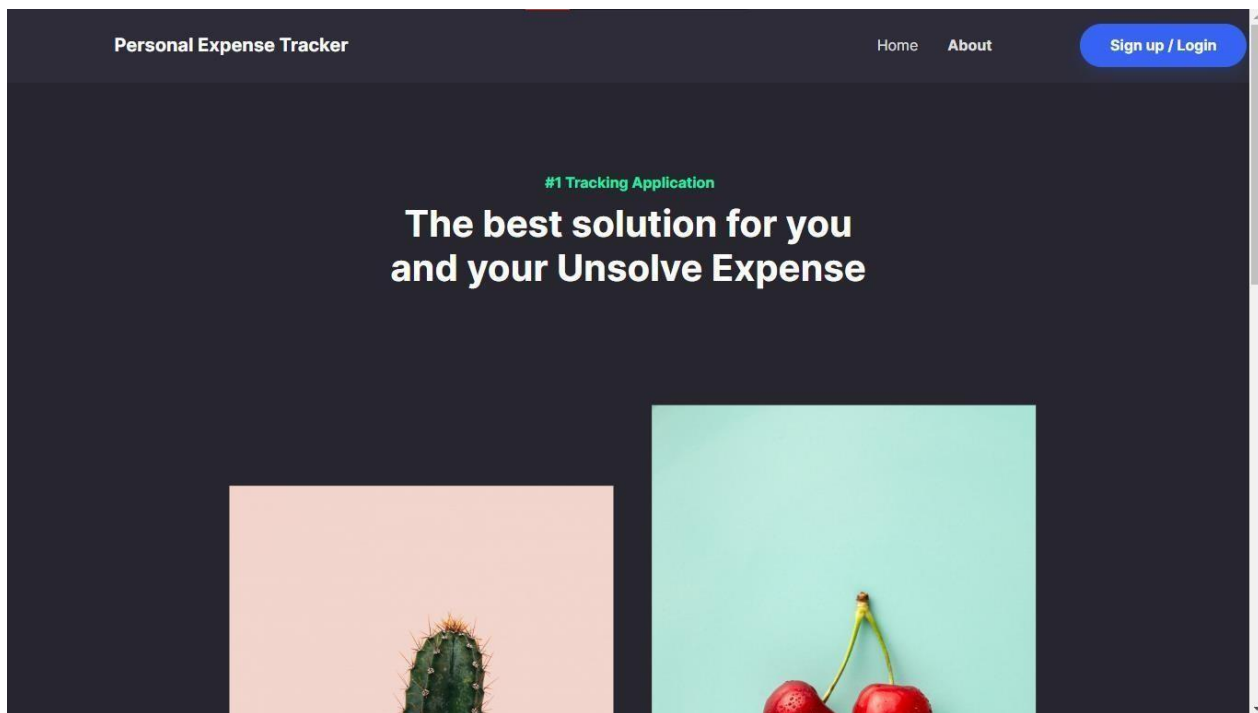 Personal Expense Tracker
Home
About
Sign up / Login
#1 Tracking Application
The best solution for you
and your Unsolve Expense